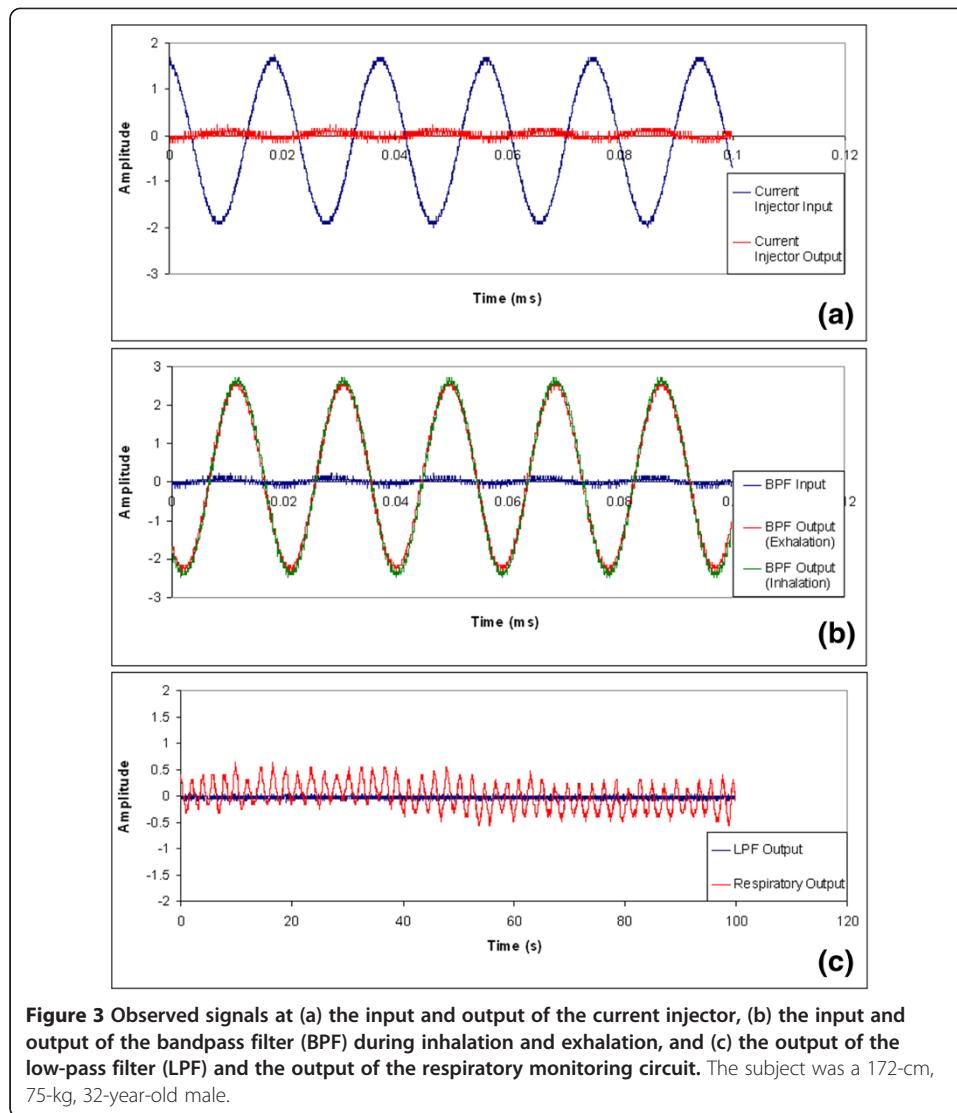 2
1
0
-1
-2
-3
Amplitude
0
0.02
0.04
0.06
0.08
0.1
0.12
Current
Injector Input
Current
Injector Output
Time (ms)
(a)
3
2
1
0
-1
-2
-3
Amplitude
0
0.02
0.04
0.06
0.08
12
BPF Input
BPF Output
(Exhalation)
BPF Output
(Inhalation)
Time (ms)
(b)
2
1.5
1
0.5
0
-0.5
-1
-1.5
-2
Amplitude
LPF Output
Respiratory Output
0
20
40
60
80
100
120
Time (s)
(c)
Figure 3 Observed signals at (a) the input and output of the current injector, (b) the input and
output of the bandpass filter (BPF) during inhalation and exhalation, and (c) the output of the
low-pass filter (LPF) and the output of the respiratory monitoring circuit. The subject was a 172-cm,
75-kg, 32-year-old male.